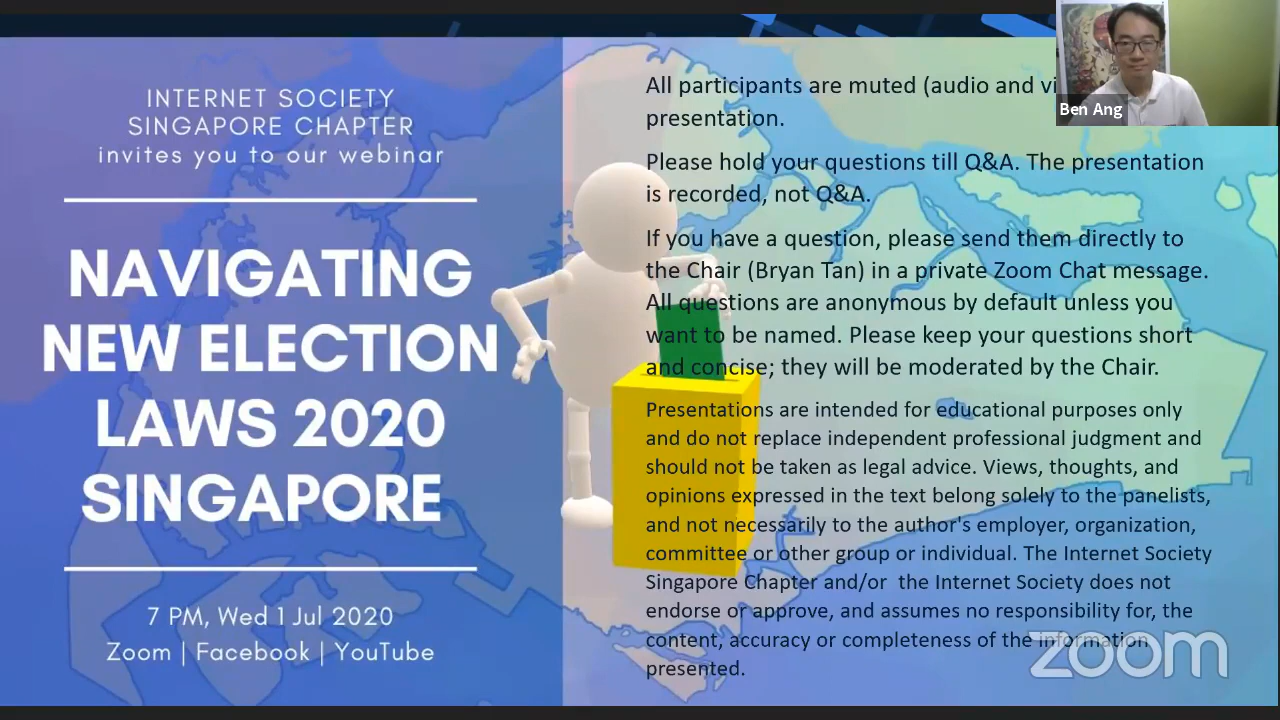 INTERNET SOCIETY
SINGAPORE CHAPTER
invites you to our webinar
NAVIGATING
NEW ELECTION
LAWS 2020
SINGAPORE
7 PM, Wed 1 Jul 2020
Zoom | Facebook | YouTube
All participants are muted (audio and
presentation.
Please hold your questions till Q&A. The presentation
is recorded, not Q&A.
If you have a question, please send them directly to
the Chair (Bryan Tan) in a private Zoom Chat message.
All questions are anonymous by default unless you
want to be named. Please keep your questions short
and concise; they will be moderated by the Chair.
Presentations are intended for educational purposes only
and do not replace independent professional judgment and
should not be taken as legal advice. Views, thoughts, and
opinions expressed in the text belong solely to the panelists,
and not necessarily to the author's employer, organization,
committee or other group or individual. The Internet Society
Singapore Chapter and/or  the Internet Society does not
endorse or approve, and assumes no responsibility for, the
content, accuracy or completeness of the information
presented.
Ben Ang
zoom